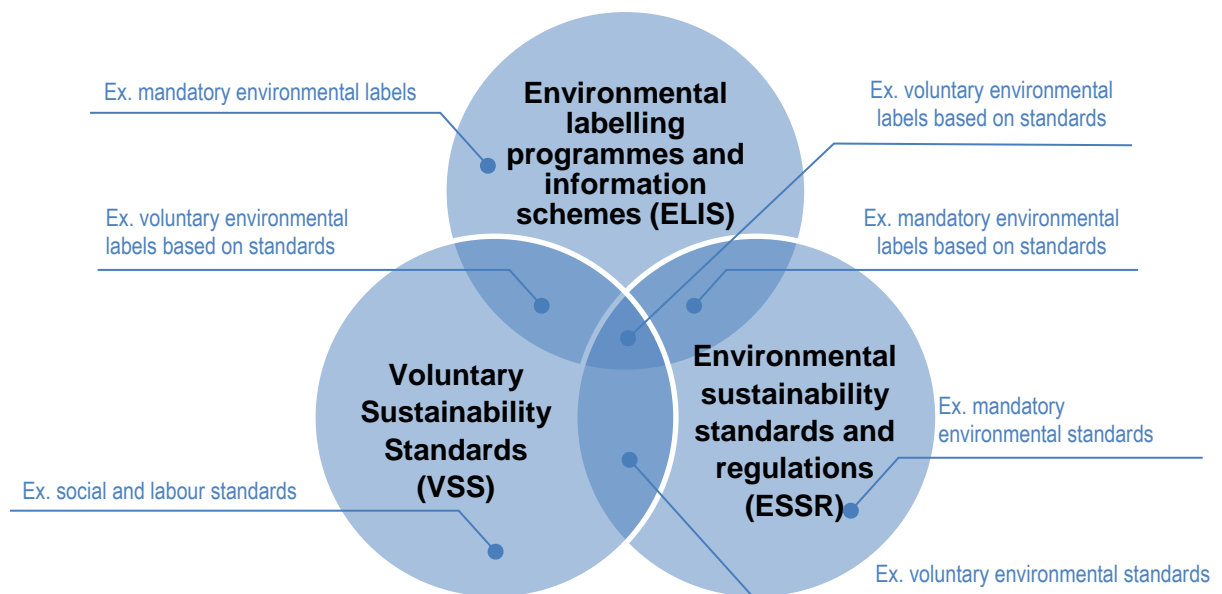 Ex. mandatory environmental labels
Environmental
labelling
programmes and
information
schemes (ELIS)
Ex. voluntary environmental
labels based on standards
Ex. voluntary environmental
labels based on standards
Ex. mandatory environmental
labels based on standards
Voluntary
Sustainability
Standards
(VSS)
Environmental
sustainability
standards and
regulations
(ESSR)
Ex. mandatory
environmental standards
Ex. social and labour standards
Ex. voluntary environmental standards